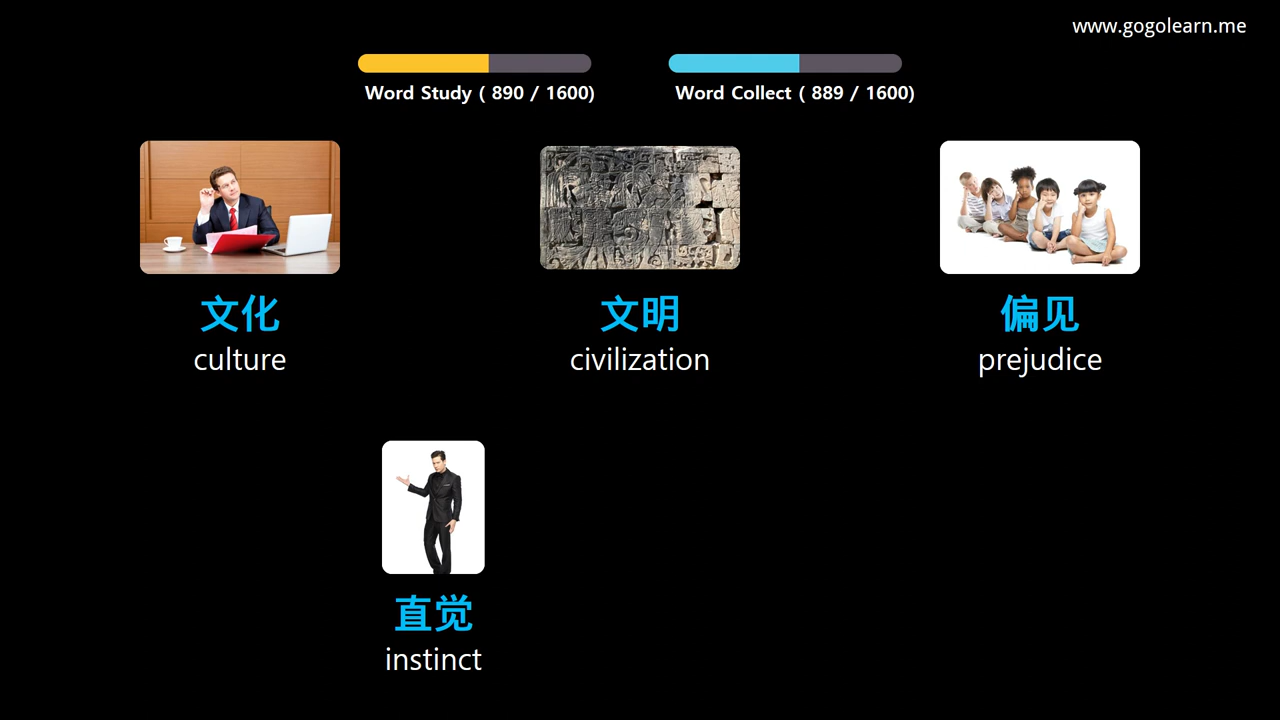 www.gogolearn.me
Word Study ( 890 / 1600)
Word Collect ( 889 / 1600)
文化
culture
文明
civilization
偏见
prejudice
直觉
instinct